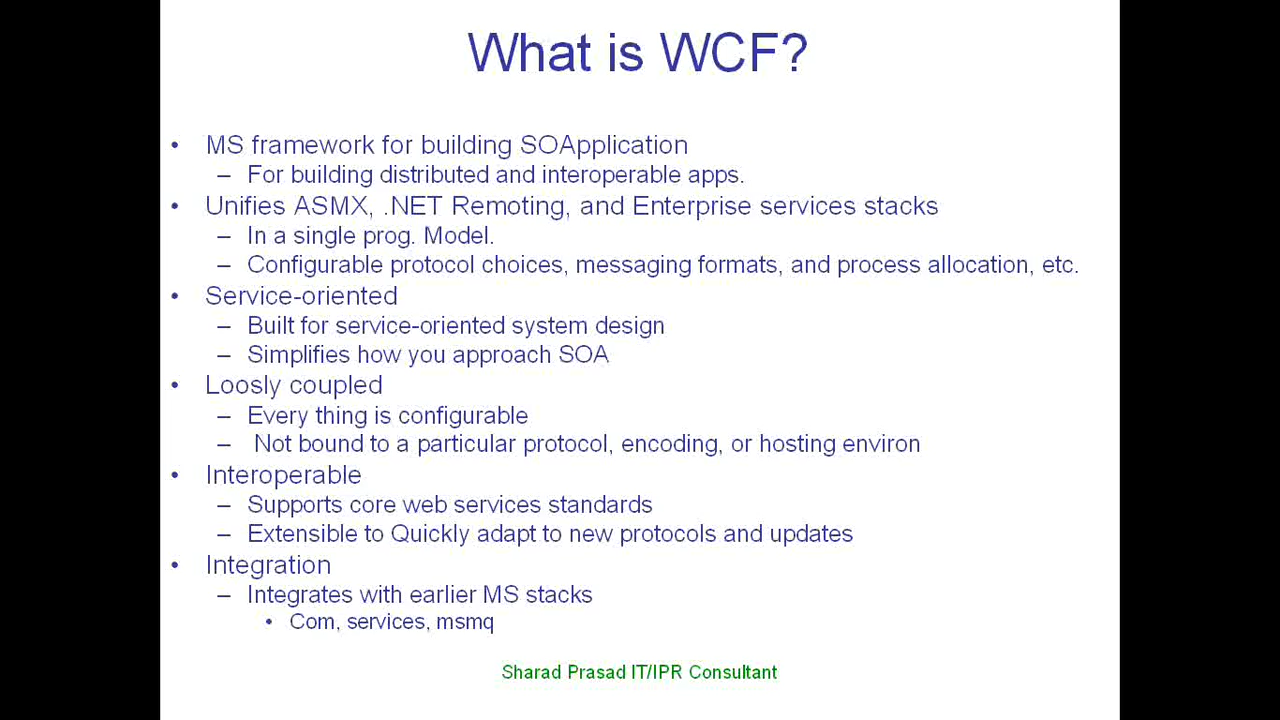 What is WCF?
• MS framework for building SOApplication
– For building distributed and interoperable apps.
• Unifies ASMX, .NET Remoting, and Enterprise services stacks
– In a single prog. Model.
– Configurable protocol choices, messaging formats, and process allocation, etc.
• Service-oriented
– Built for service-oriented system design
– Simplifies how you approach SOA
• Loosly coupled
– Every thing is configurable
– Not bound to a particular protocol, encoding, or hosting environ
• Interoperable
– Supports core web services standards
– Extensible to Quickly adapt to new protocols and updates
• Integration
– Integrates with earlier MS stacks
• Com, services, msmq
Sharad Prasad IT/IPR Consultant